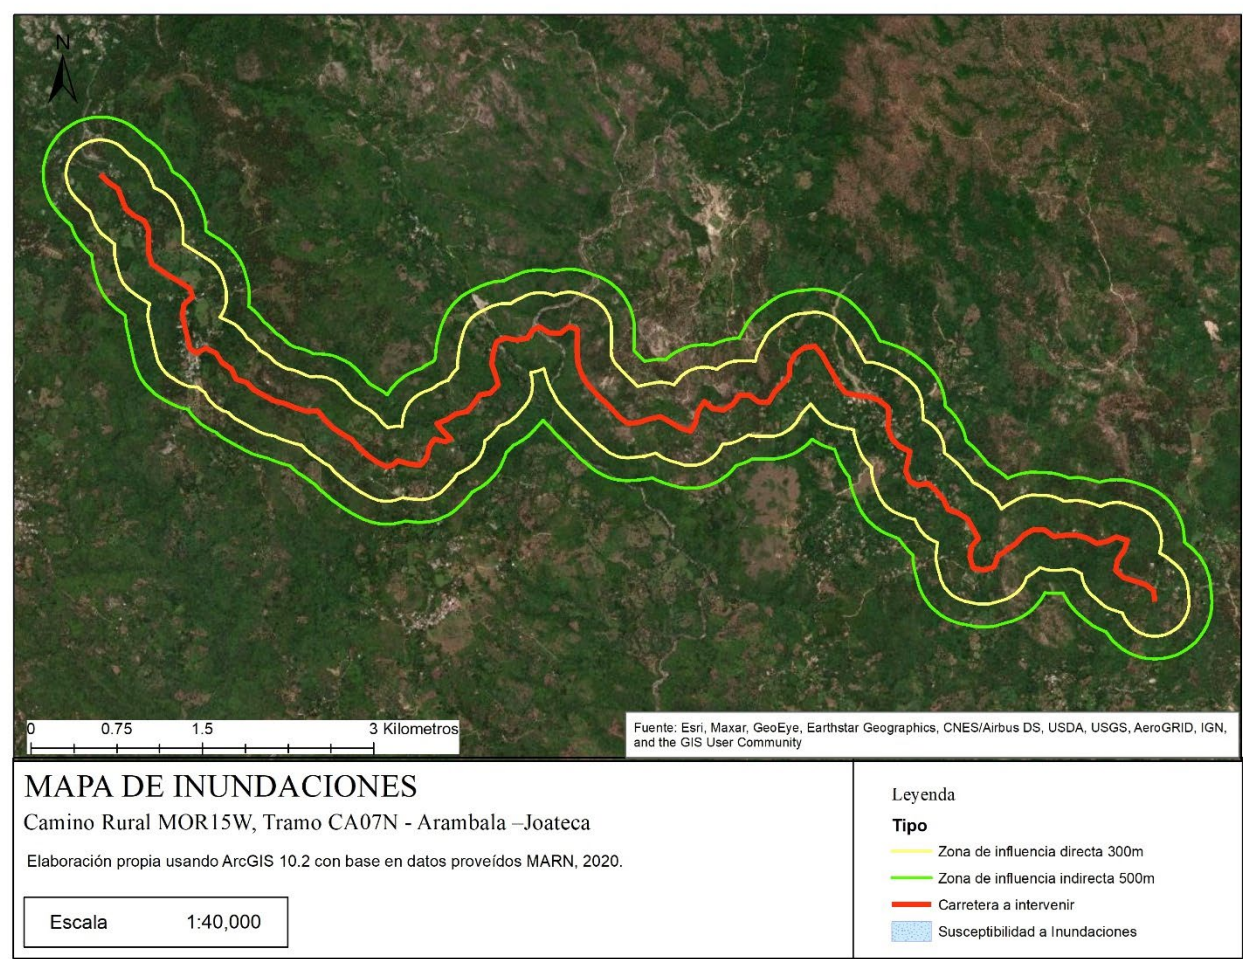 N
0 0.75 1.5 3 Kilometros
Fuente: Esri, Maxar, GeoEye, Earthstar Geographics, CNES/Airbus DS, USDA, USGS, AeroGRID, IGN,
and the GIS User Community
MAPA DE INUNDACIONES
Camino Rural MOR15W, Tramo CA07N - Arambala –Joateca
Elaboración propia usando ArcGIS 10.2 con base en datos proveídos MARN, 2020.
Escala 1:40,000
Leyenda
Tipo
Zona de influencia directa 300m
Zona de influencia indirecta 500m
Carretera a intervenir
Susceptibilidad a Inundaciones